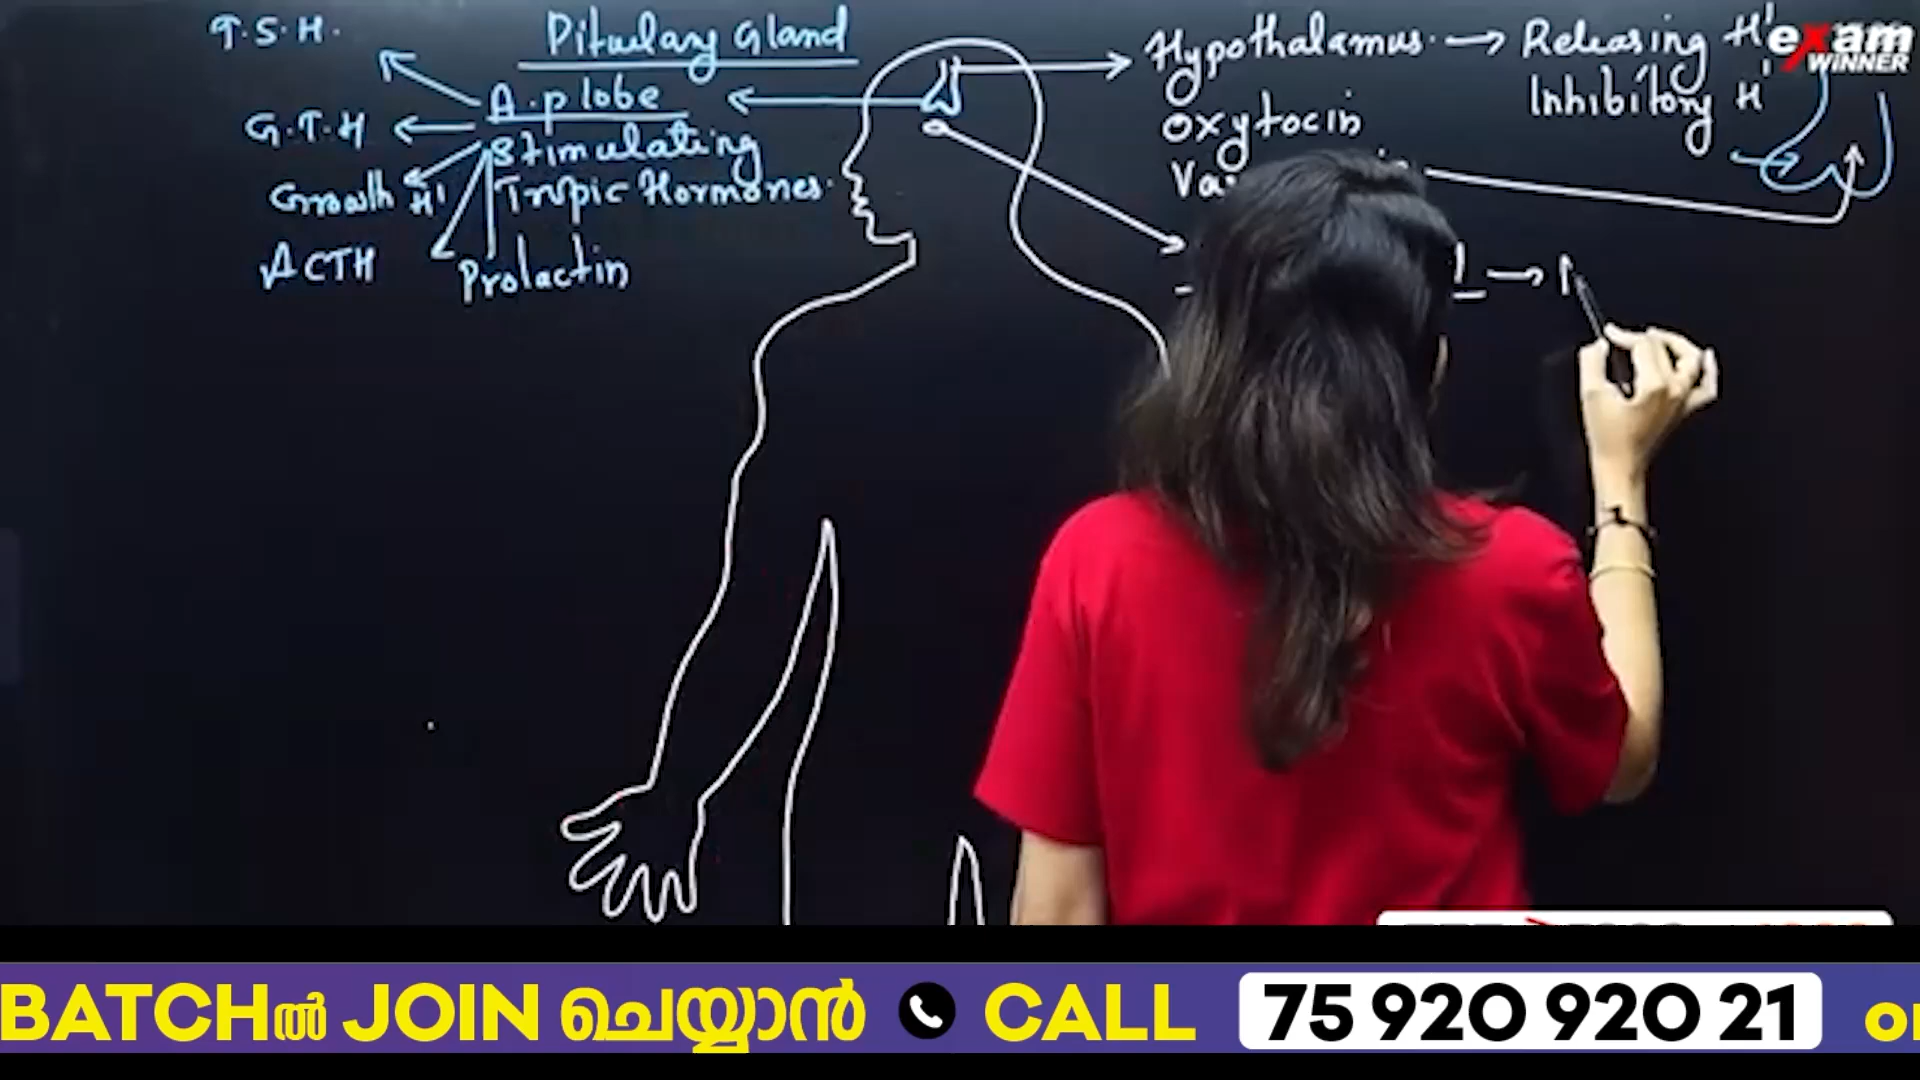 T.S.H.
Pituilary Gland
A.p lobe
G.T.H
Stimulating
Tropic Hormones.
Growth H'
ACTH
Prolactin
Hypothalamus. → Releasing H'
Inhibitory H'
Oxytocin
exam
WINNER
BATCHൽ JOIN ചെയ്യാൻ CALL 75 920 920 21